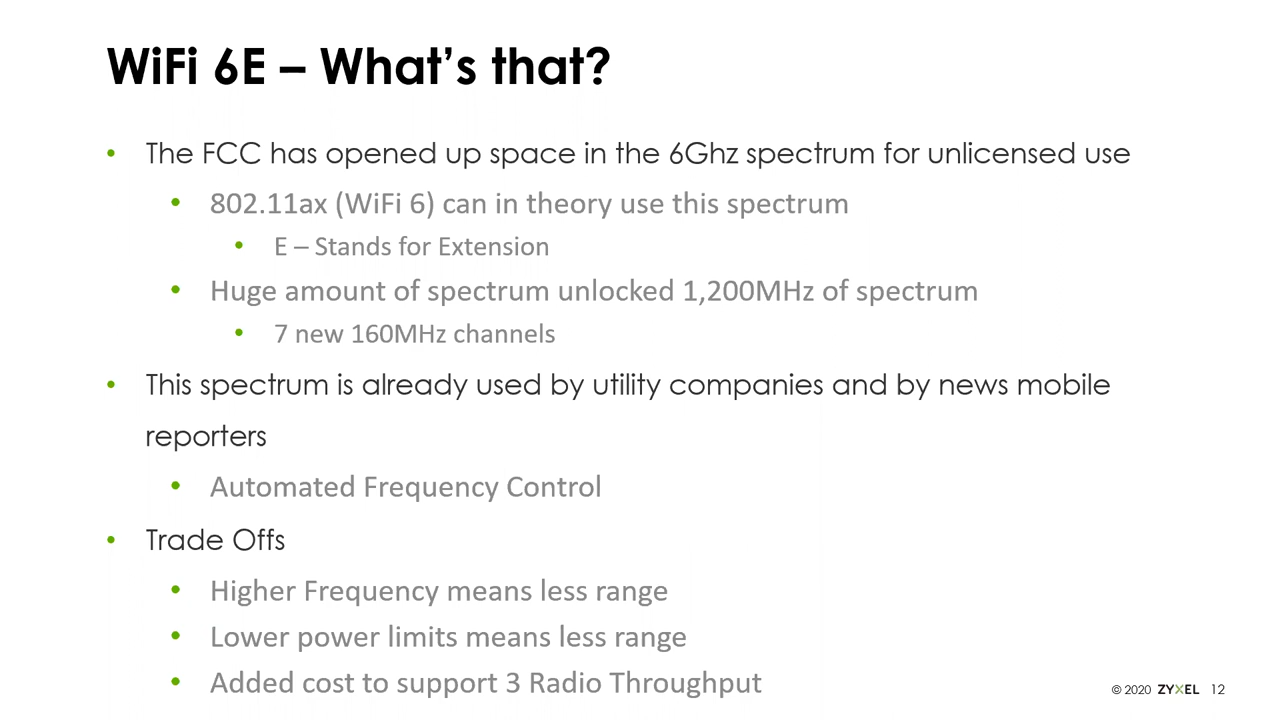 WiFi 6E – What’s that?
• The FCC has opened up space in the 6Ghz spectrum for unlicensed use
• 802.11ax (WiFi 6) can in theory use this spectrum
• E – Stands for Extension
• Huge amount of spectrum unlocked 1,200MHz of spectrum
• 7 new 160MHz channels
• This spectrum is already used by utility companies and by news mobile
reporters
• Automated Frequency Control
• Trade Offs
• Higher Frequency means less range
• Lower power limits means less range
• Added cost to support 3 Radio Throughput
© 2020 ZYXEL 12